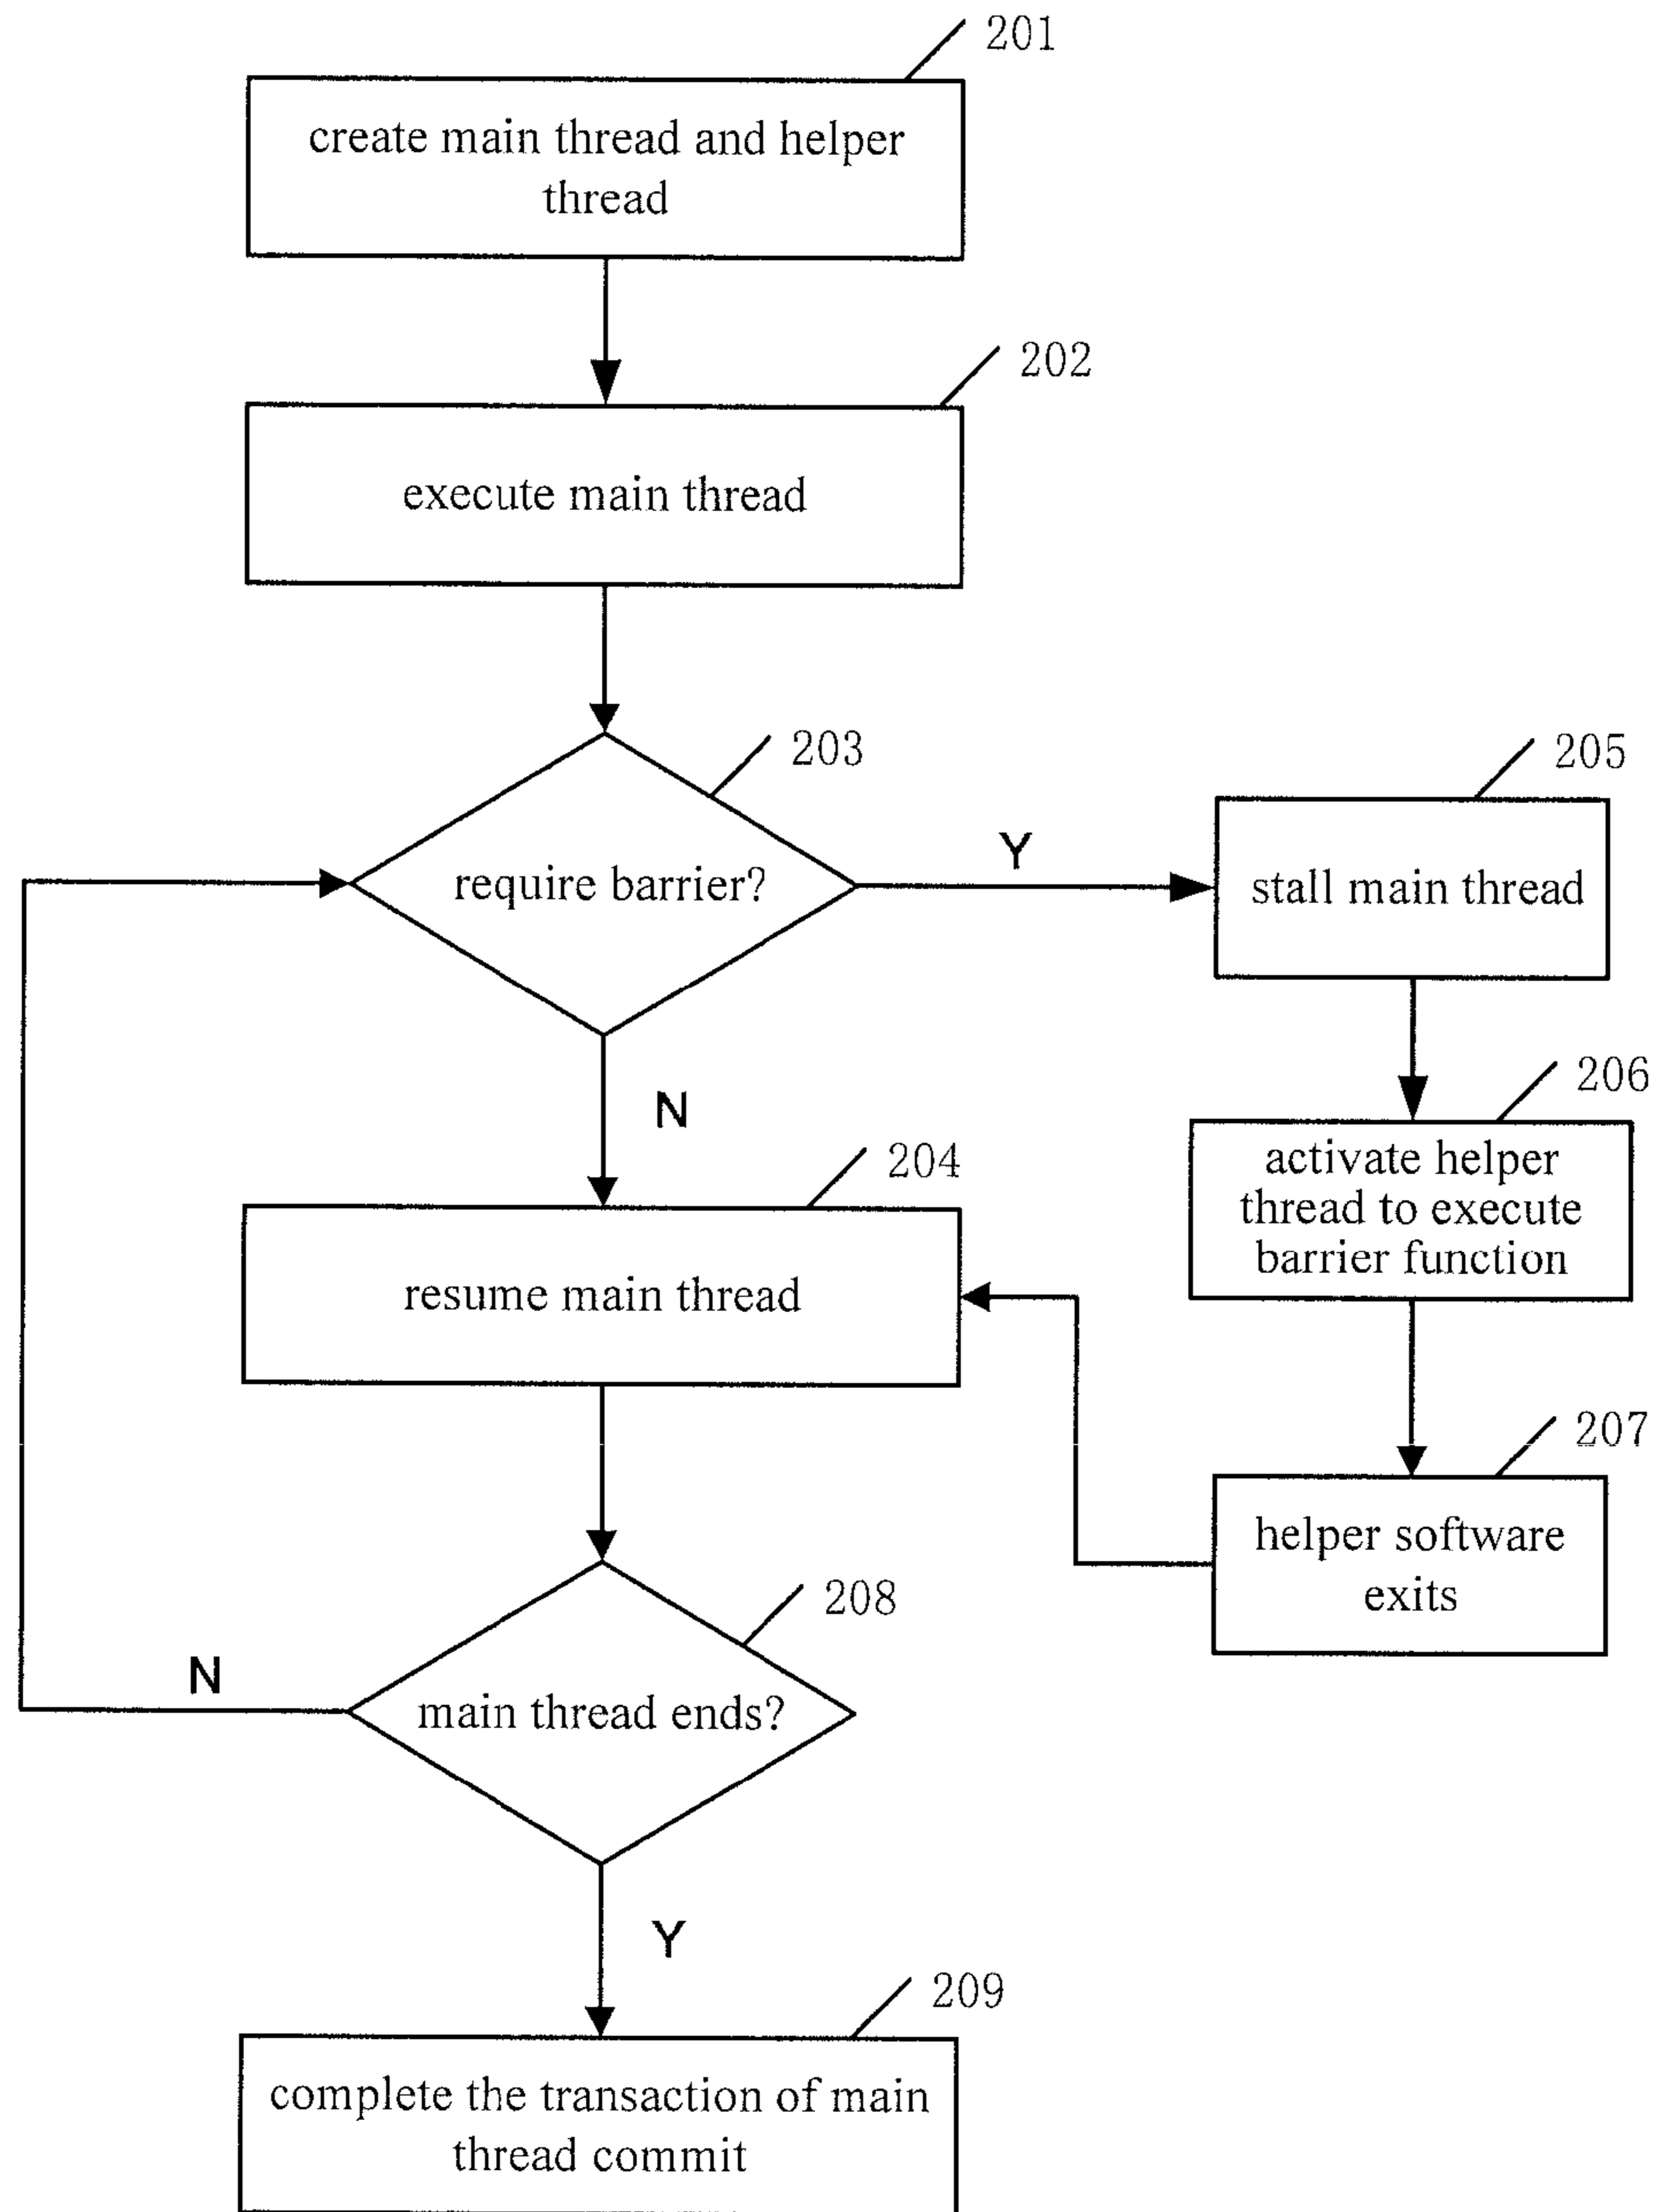 201
create main thread and helper
thread
202
execute main thread
203
require barrier?
Y
205
stall main thread
N
206
activate helper
thread to execute
barrier function
204
resume main thread
207
helper software
exits
208
main thread ends?
N
Y
209
complete the transaction of main
thread commit